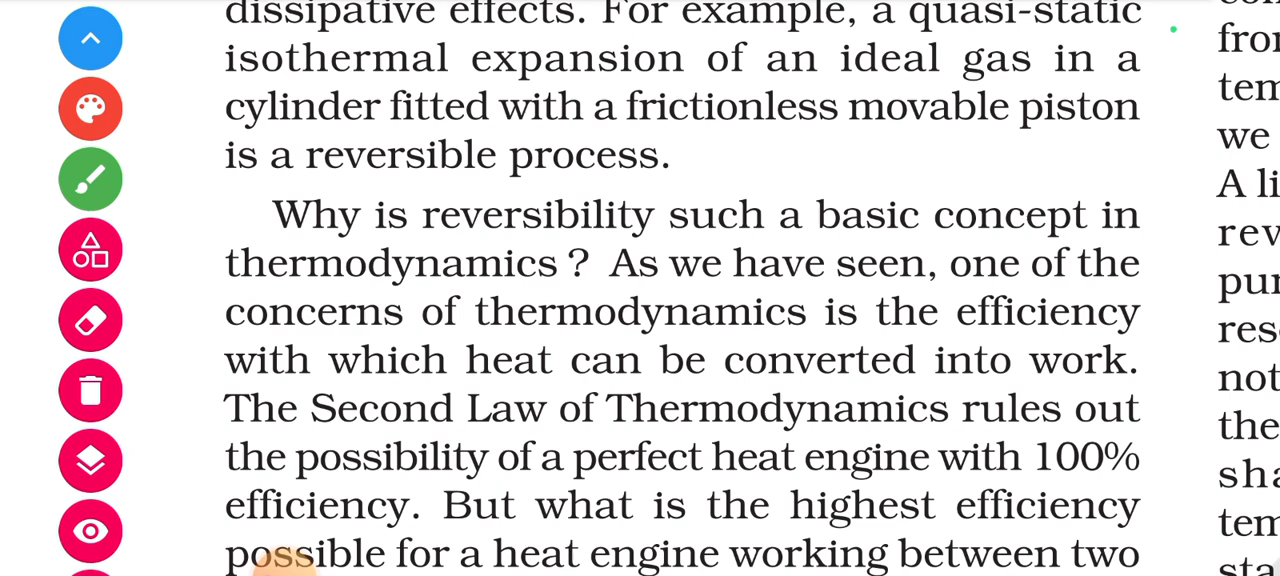 dissipative effects. For example, a quasi-static
isothermal expansion of an ideal gas in a
cylinder fitted with a frictionless movable piston
is a reversible process.
Why is reversibility such a basic concept in
thermodynamics ? As we have seen, one of the
concerns of thermodynamics is the efficiency
with which heat can be converted into work.
The Second Law of Thermodynamics rules out
the possibility of a perfect heat engine with 100%
efficiency. But what is the highest efficiency
possible for a heat engine working between two
we
A